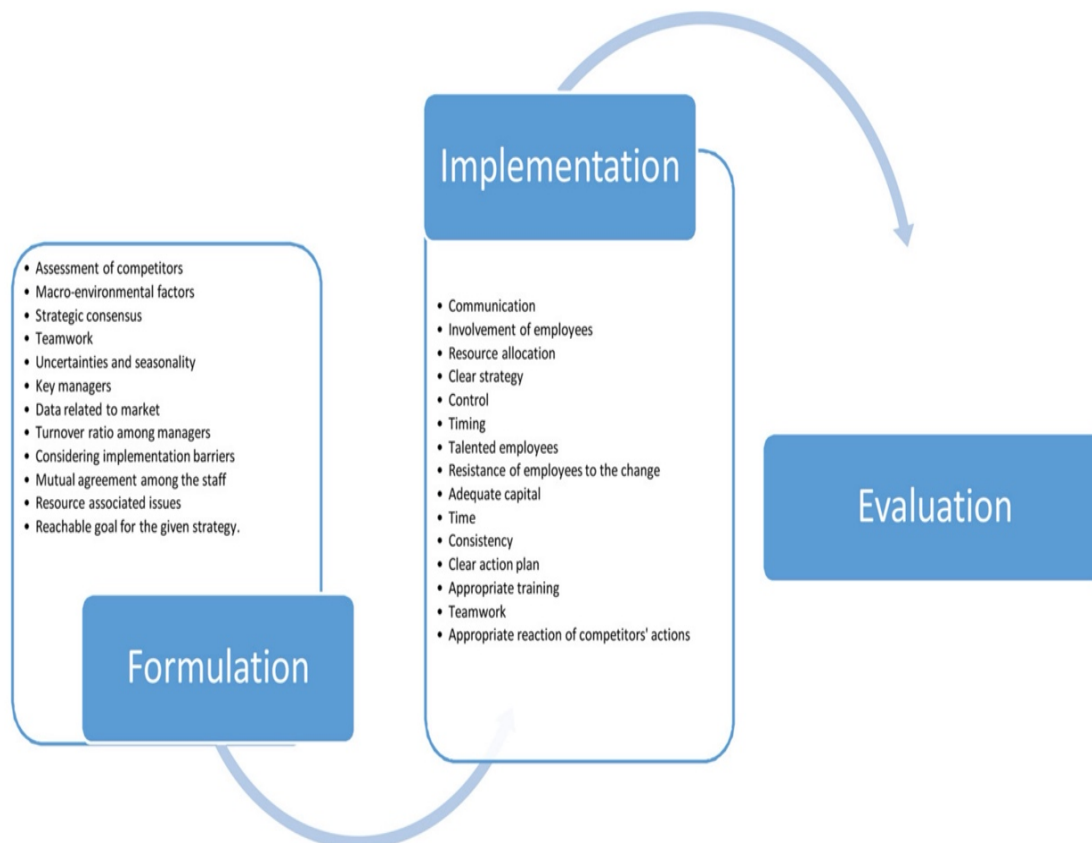 • Assessment of competitors
• Macro-environmental factors
• Strategic consensus
• Teamwork
• Uncertainties and seasonality
• Key managers
• Data related to market
• Turnover ratio among managers
• Considering implementation barriers
• Mutual agreement among the staff
• Resource associated issues
• Reachable goal for the given strategy.
Formulation
Implementation
• Communication
• Involvement of employees
• Resource allocation
• Clear strategy
• Control
• Timing
• Talented employees
• Resistance of employees to the change
• Adequate capital
• Time
• Consistency
• Clear action plan
• Appropriate training
• Teamwork
• Appropriate reaction of competitors' actions
Evaluation